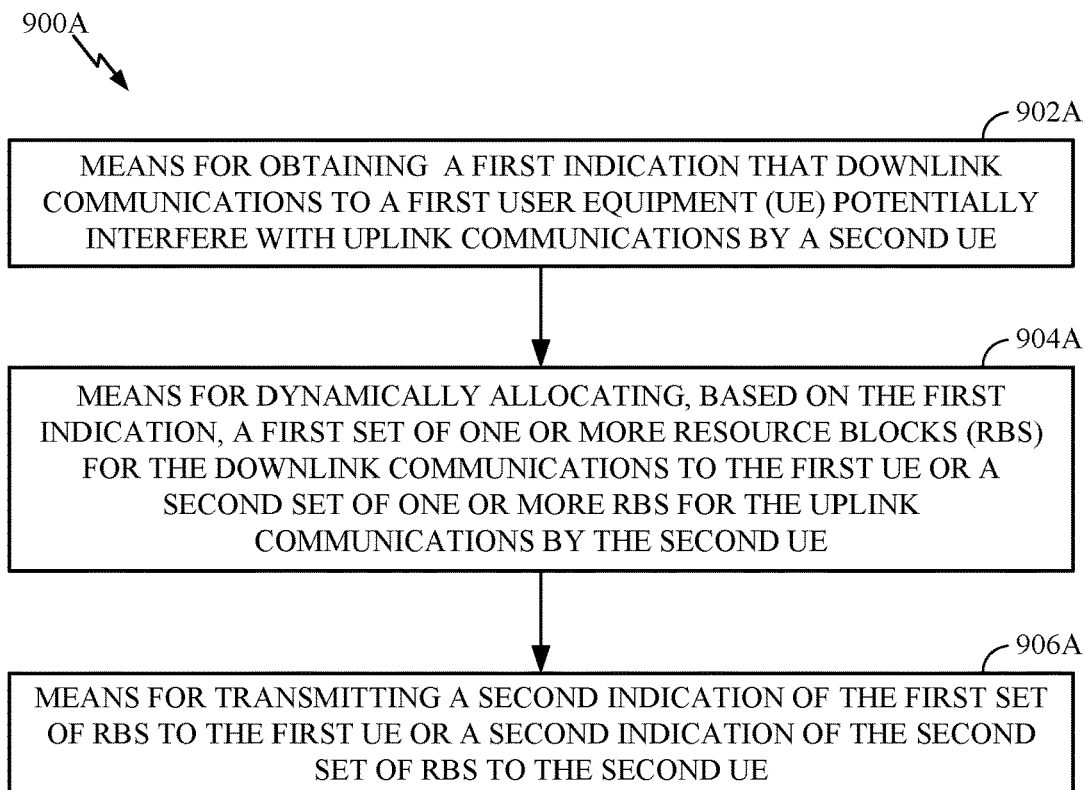 900A
902A
MEANS FOR OBTAINING A FIRST INDICATION THAT DOWNLINK
COMMUNICATIONS TO A FIRST USER EQUIPMENT (UE) POTENTIALLY
INTERFERE WITH UPLINK COMMUNICATIONS BY A SECOND UE
904A
MEANS FOR DYNAMICALLY ALLOCATING, BASED ON THE FIRST
INDICATION, A FIRST SET OF ONE OR MORE RESOURCE BLOCKS (RBS)
FOR THE DOWNLINK COMMUNICATIONS TO THE FIRST UE OR A
SECOND SET OF ONE OR MORE RBS FOR THE UPLINK
COMMUNICATIONS BY THE SECOND UE
906A
MEANS FOR TRANSMITTING A SECOND INDICATION OF THE FIRST SET
OF RBS TO THE FIRST UE OR A SECOND INDICATION OF THE SECOND
SET OF RBS TO THE SECOND UE